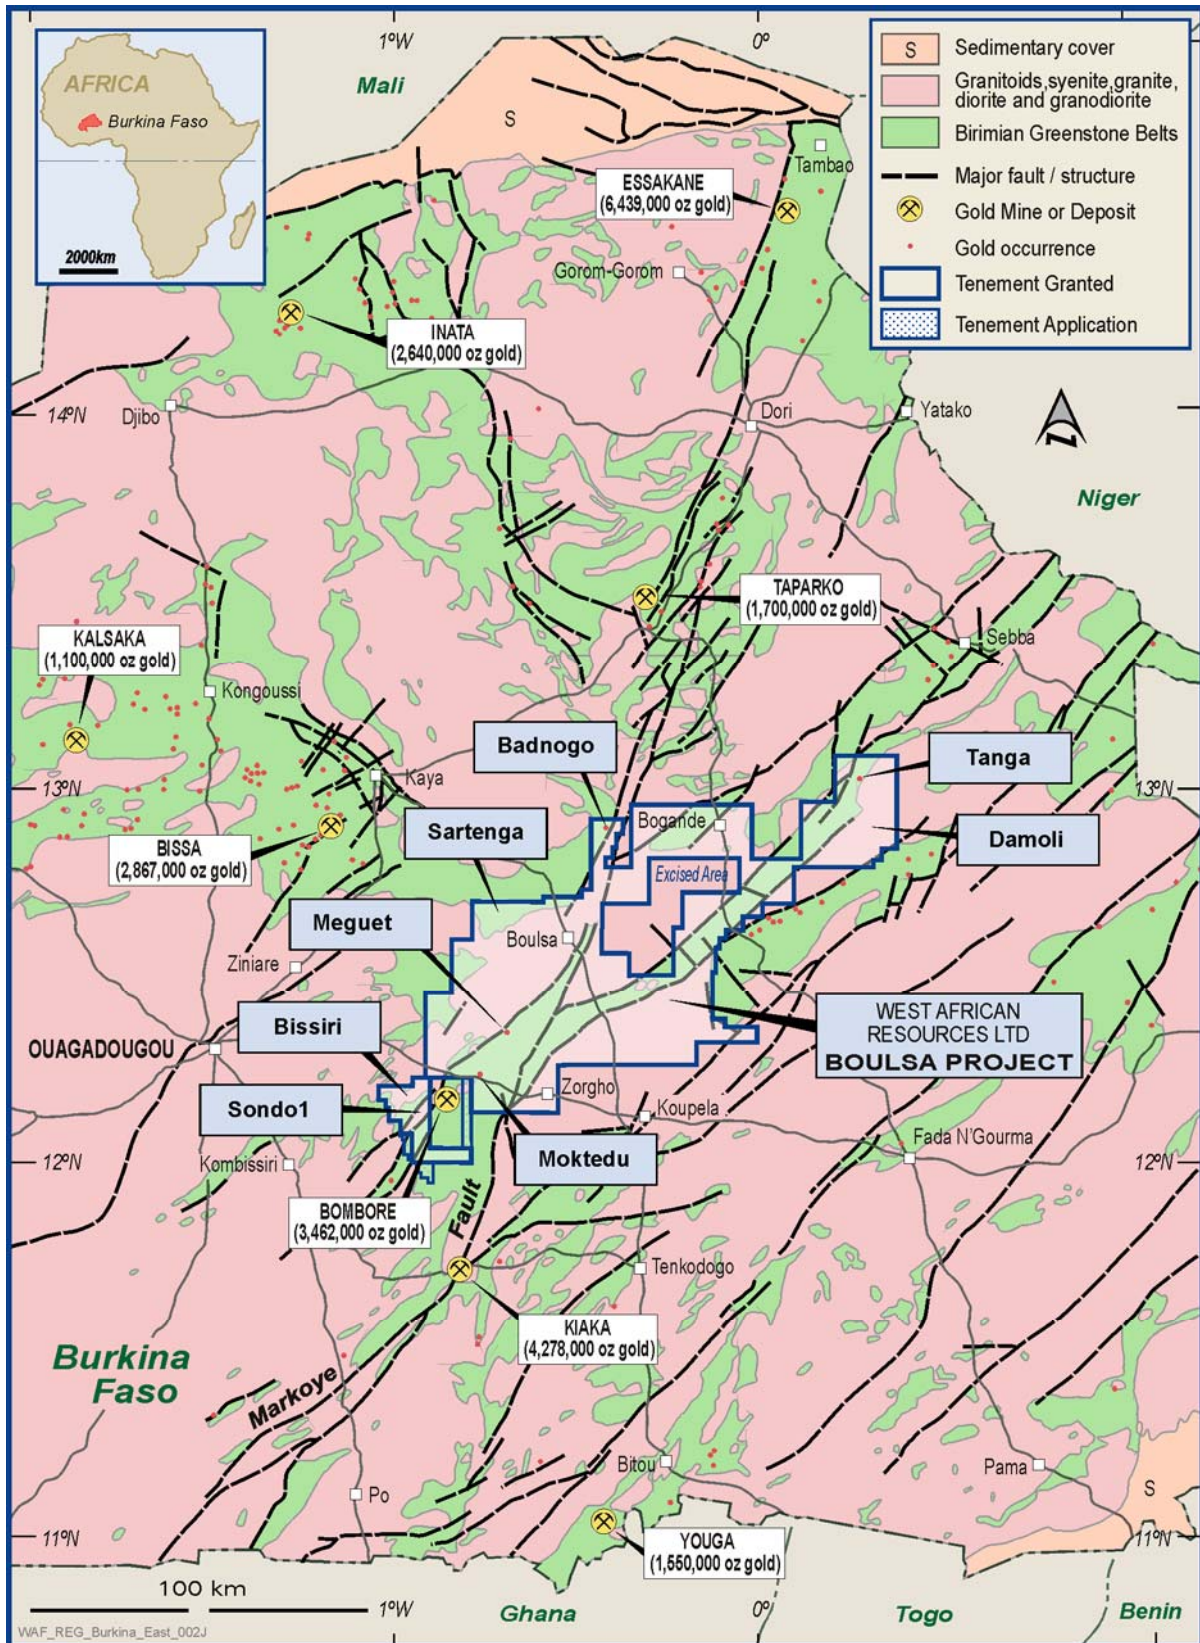 1ºW
0º
Mali
AFRICA
Burkina Faso
2000km
S
Sedimentary cover
Granitoids,syenite,granite,
diorite and granodiorite
Birimian Greenstone Belts
Major fault / structure
Gold Mine or Deposit
Gold occurrence
Tenement Granted
Tenement Application
S
Tambao
ESSAKANE
(6,439,000 oz gold)
Gorom-Gorom
INATA
(2,640,000 oz gold)
14ºN
Djibo
Dori
Yatako
Z
Niger
TAPARKO
(1,700,000 oz gold)
KALSAKA
(1,100,000 oz gold)
Sebba
Kongoussi
Badnogo
Tanga
13ºN
Kaya
13ºN
Sartenga
Bogande
Damoli
BISSA
(2,867,000 oz gold)
Excised Area
Meguet
Boulsa
Ziniare
Bissiri
WEST AFRICAN
RESOURCES LTD
BOULSA PROJECT
OUAGADOUGOU
Sondo1
Zorgho
Koupela
Fada N'Gourma
12ºN
Kombissiri
Moktedu
12ºN
BOMBORE
(3,462,000 oz gold)
Fault
Tenkodogo
KIAKA
(4,278,000 oz gold)
Burkina
Faso
Markoye
Bitou
Pama
Po
S
11ºN
YOUGA
(1,550,000 oz gold)
11ºN
100 km
1ºW
Ghana
0º
Togo
Benin
WAF_REG_Burkina_East_002J